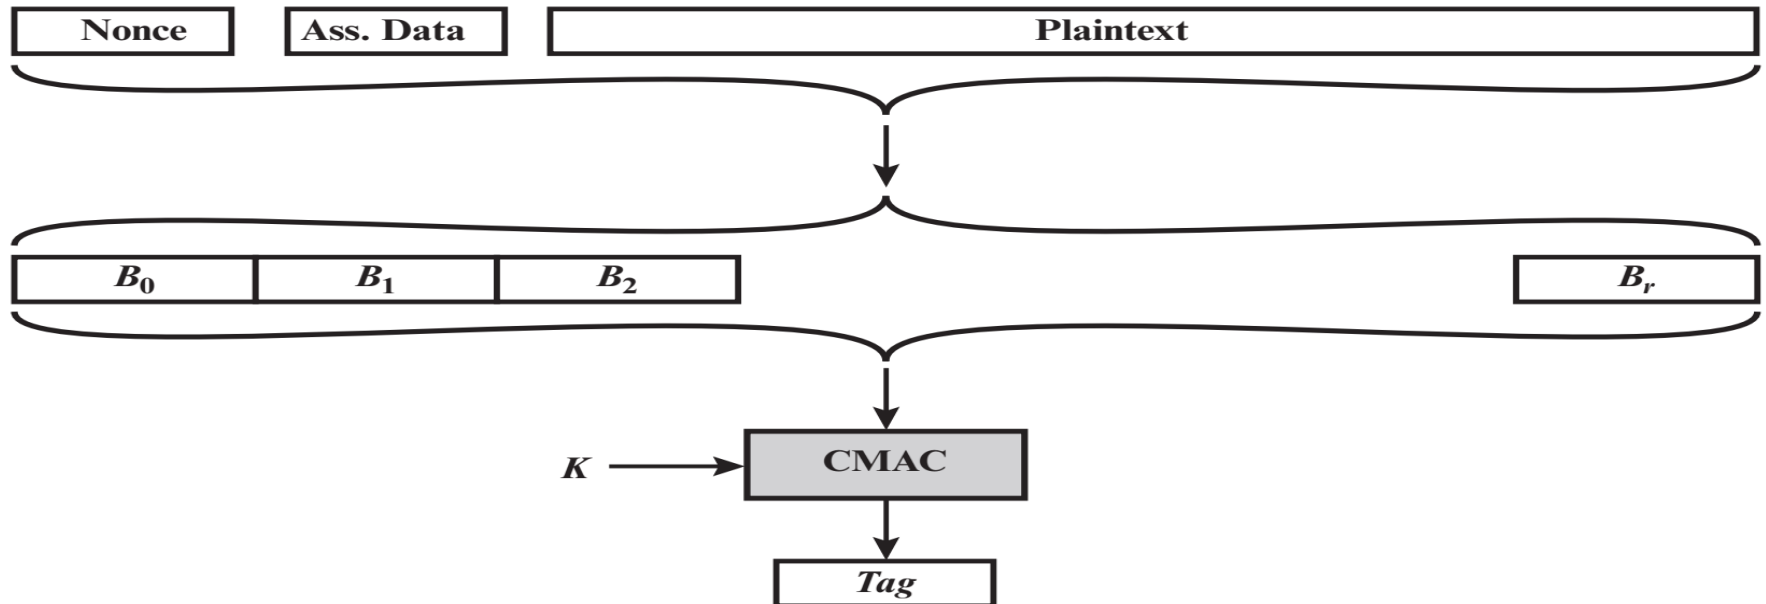 Nonce Ass. Data Plaintext
B₀ B₁ B₂ Bᵣ
K CMAC
Tag